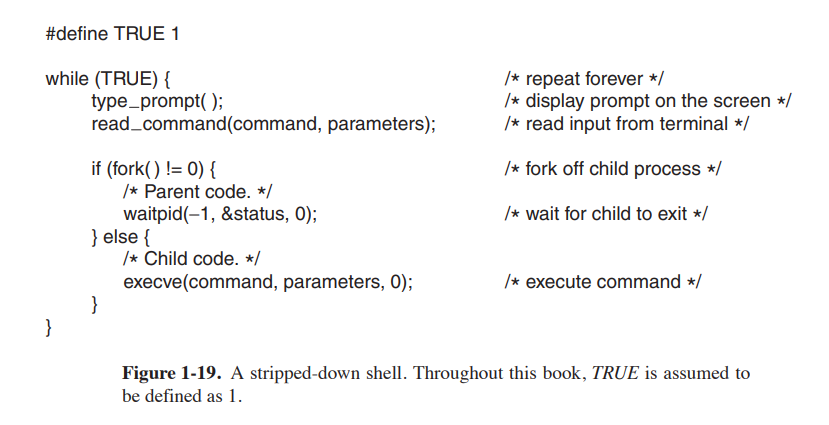 #define TRUE 1
while (TRUE) { /* repeat forever */
type_prompt( ); /* display prompt on the screen */
read_command(command, parameters); /* read input from terminal */
if (fork( ) != 0) { /* fork off child process */
/* Parent code. */
waitpid(−1, &status, 0); /* wait for child to exit */
} else {
/* Child code. */
execve(command, parameters, 0); /* execute command */
}
}
Figure 1-19. A stripped-down shell. Throughout this book, TRUE is assumed to
be defined as 1.